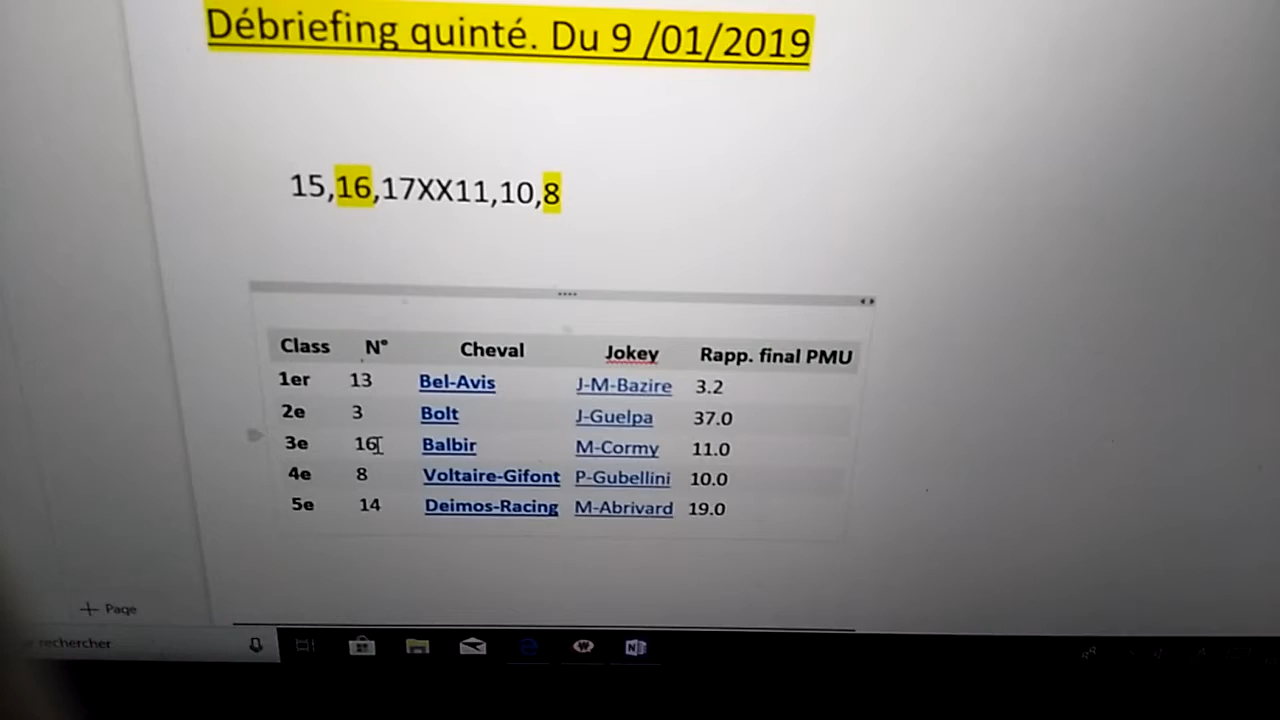 Débriefing quinté. Du 9 /01/2019
15,16,17XX11,10,8
Class N° Cheval Jokey Rapp. final PMU
1er 13 Bel-Avis J-M-Bazire 3.2
2e 3 Bolt J-Guelpa 37.0
3e 16 Balbir M-Cormy 11.0
4e 8 Voltaire-Gifont P-Gubellini 10.0
5e 14 Deimos-Racing M-Abrivard 19.0
+ Page
rechercher